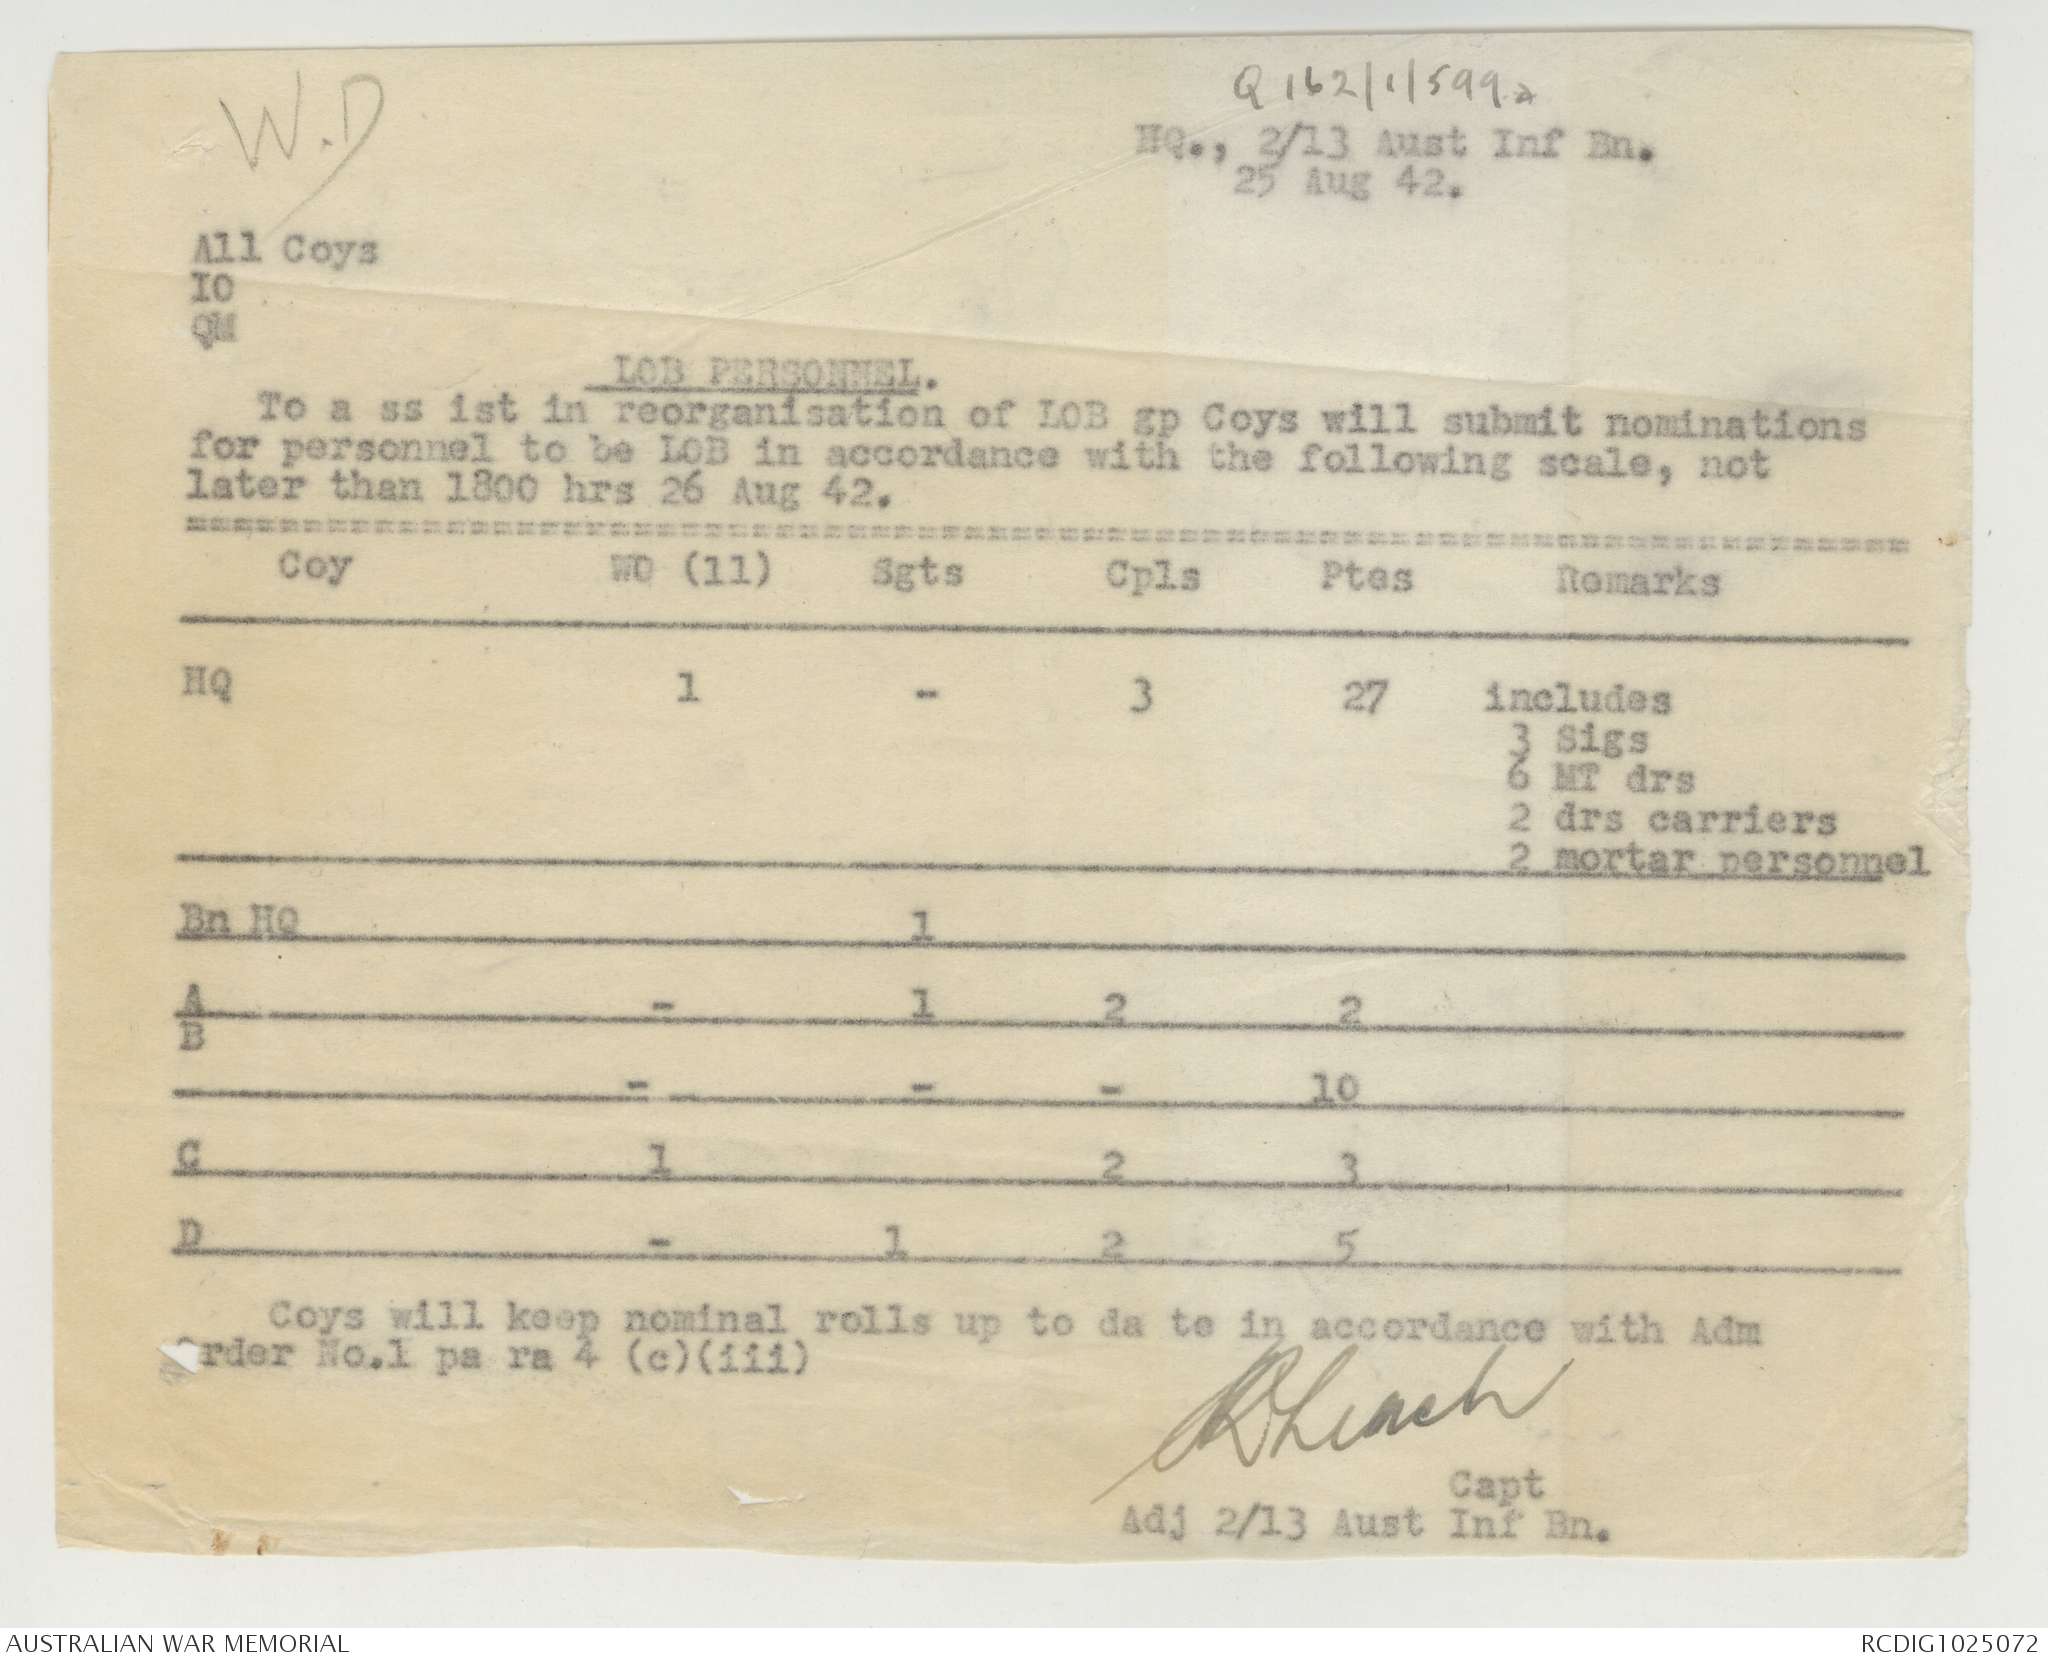 W.D
Q 162/1/599a
HQ., 2/13 Aust Inf Bn.
25 Aug 42.
All Coys
IO
QM
LOB PERSONNEL.
To a ss ist in reorganisation of LOB gp Coys will submit nominations
for personnel to be LOB in accordance with the following scale, not
later than 1800 hrs 26 Aug 42.
Coy WO (11) Sgts Cpls Ptes Remarks
HQ 1 - 3 27 includes
3 Sigs
6 MT drs
2 drs carriers
2 mortar personnel
Bn HQ 1
A - 1 2 2
B
- - - 10
C 1 2 3
D - 1 2 5
Coys will keep nominal rolls up to da te in accordance with Adm
Order No.1 pa ra 4 (c)(iii)
Leach
Capt
Adj 2/13 Aust Inf Bn.
AUSTRALIAN WAR MEMORIAL RCDIG1025072